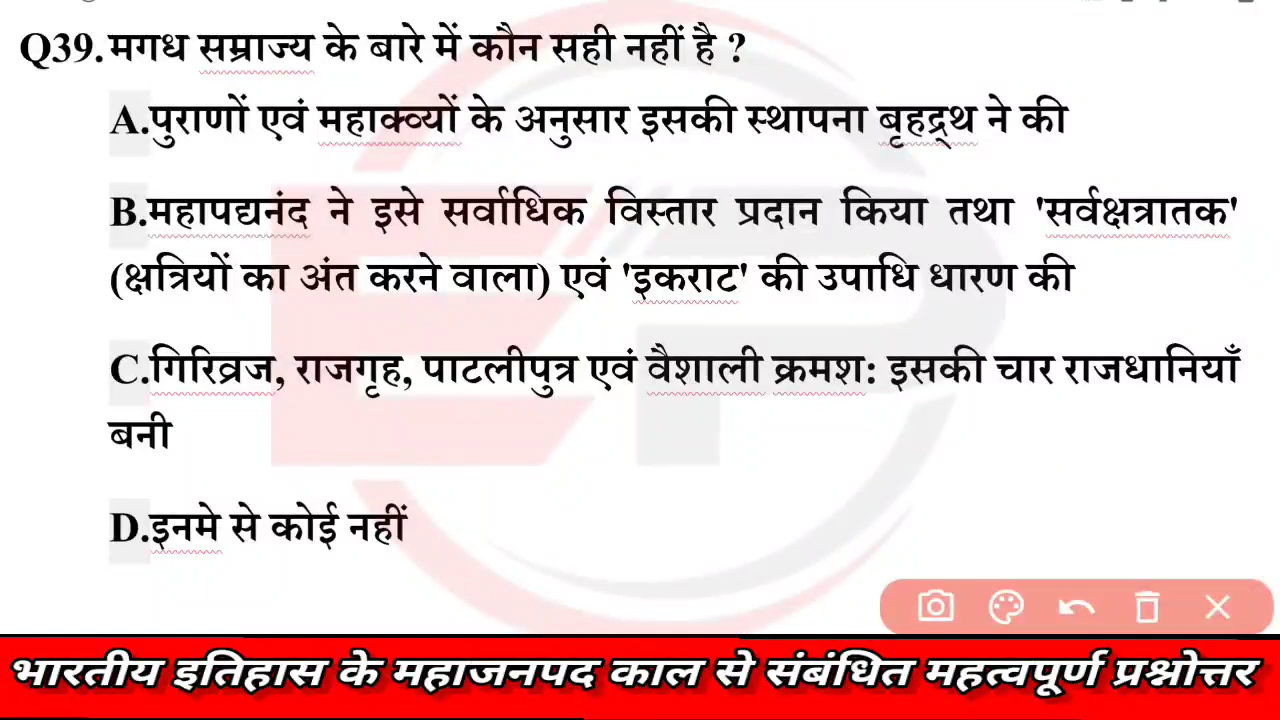 Q39. मगध सम्राज्य के बारे में कौन सही नहीं है ?
A.पुराणों एवं महाक्व्यों के अनुसार इसकी स्थापना बृहद्र्थ ने की
B.महापद्यनंद ने इसे सर्वाधिक विस्तार प्रदान किया तथा 'सर्वक्षत्रातक'
(क्षत्रियों का अंत करने वाला) एवं 'इकराट' की उपाधि धारण की
C.गिरिव्रज, राजगृह, पाटलीपुत्र एवं वैशाली क्रमश: इसकी चार राजधानियाँ
बनी
D.इनमे से कोई नहीं
भारतीय इतिहास के महाजनपद काल से संबंधित महत्वपूर्ण प्रश्नोत्तर